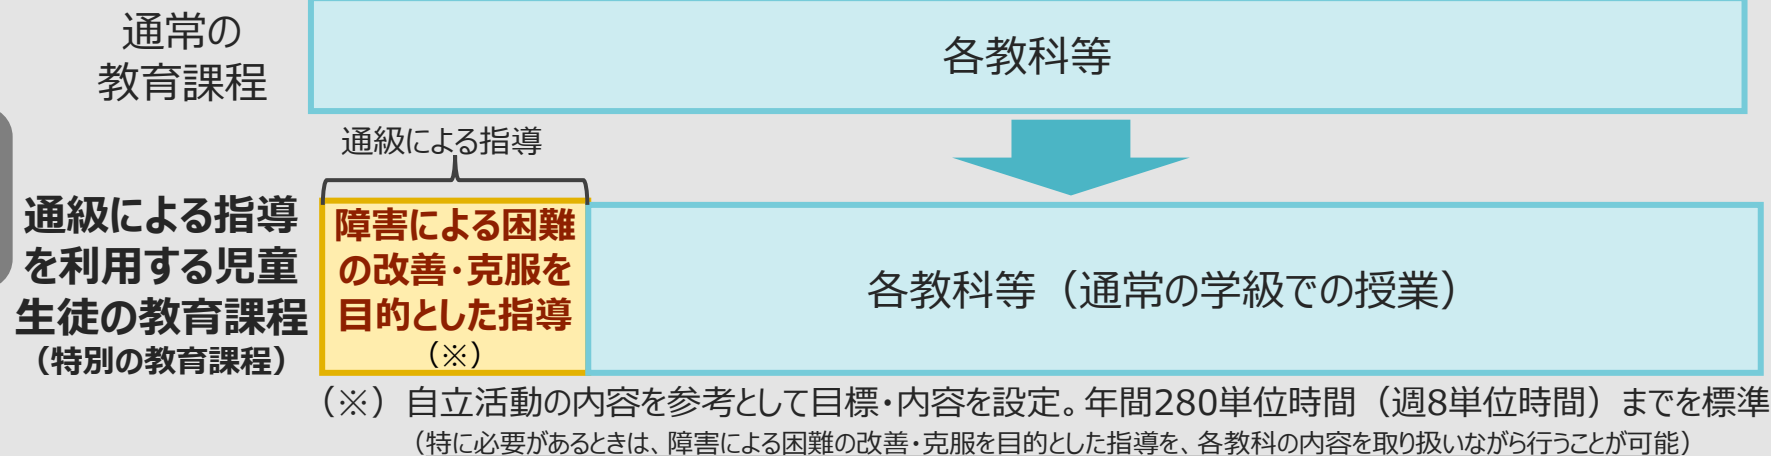 通常の
教育課程
各教科等
通級による指導
通級による指導
を利用する児童
生徒の教育課程
（特別の教育課程）
障害による困難
の改善・克服を
目的とした指導
（※）
各教科等（通常の学級での授業）
（※）自立活動の内容を参考として目標・内容を設定。年間280単位時間（週8単位時間）までを標準
（特に必要があるときは、障害による困難の改善・克服を目的とした指導を、各教科の内容を取り扱いながら行うことが可能）